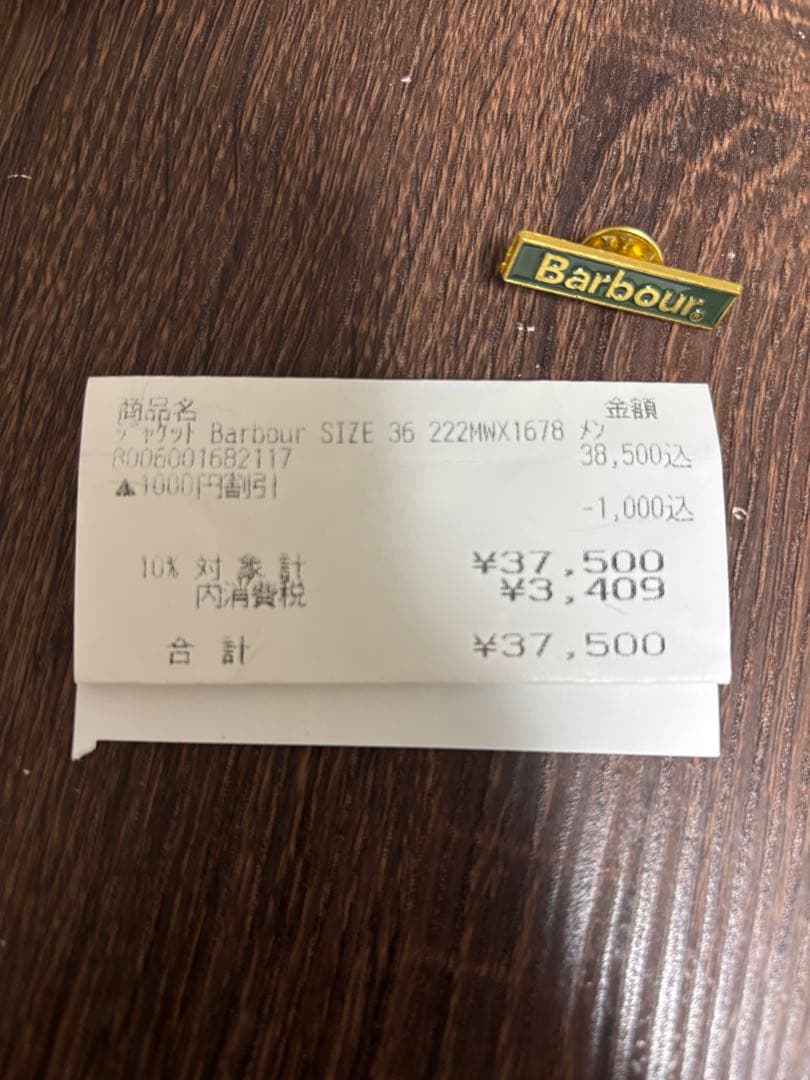 Barbour®
商品名 金額
ジャケット Barbour SIZE 36 222MWX1678 メン
8006001682117 38,500込
▲1000円割引
-1,000込
10% 対 象 計 ¥37,500
内消費税 ¥3,409
合 計 ¥37,500